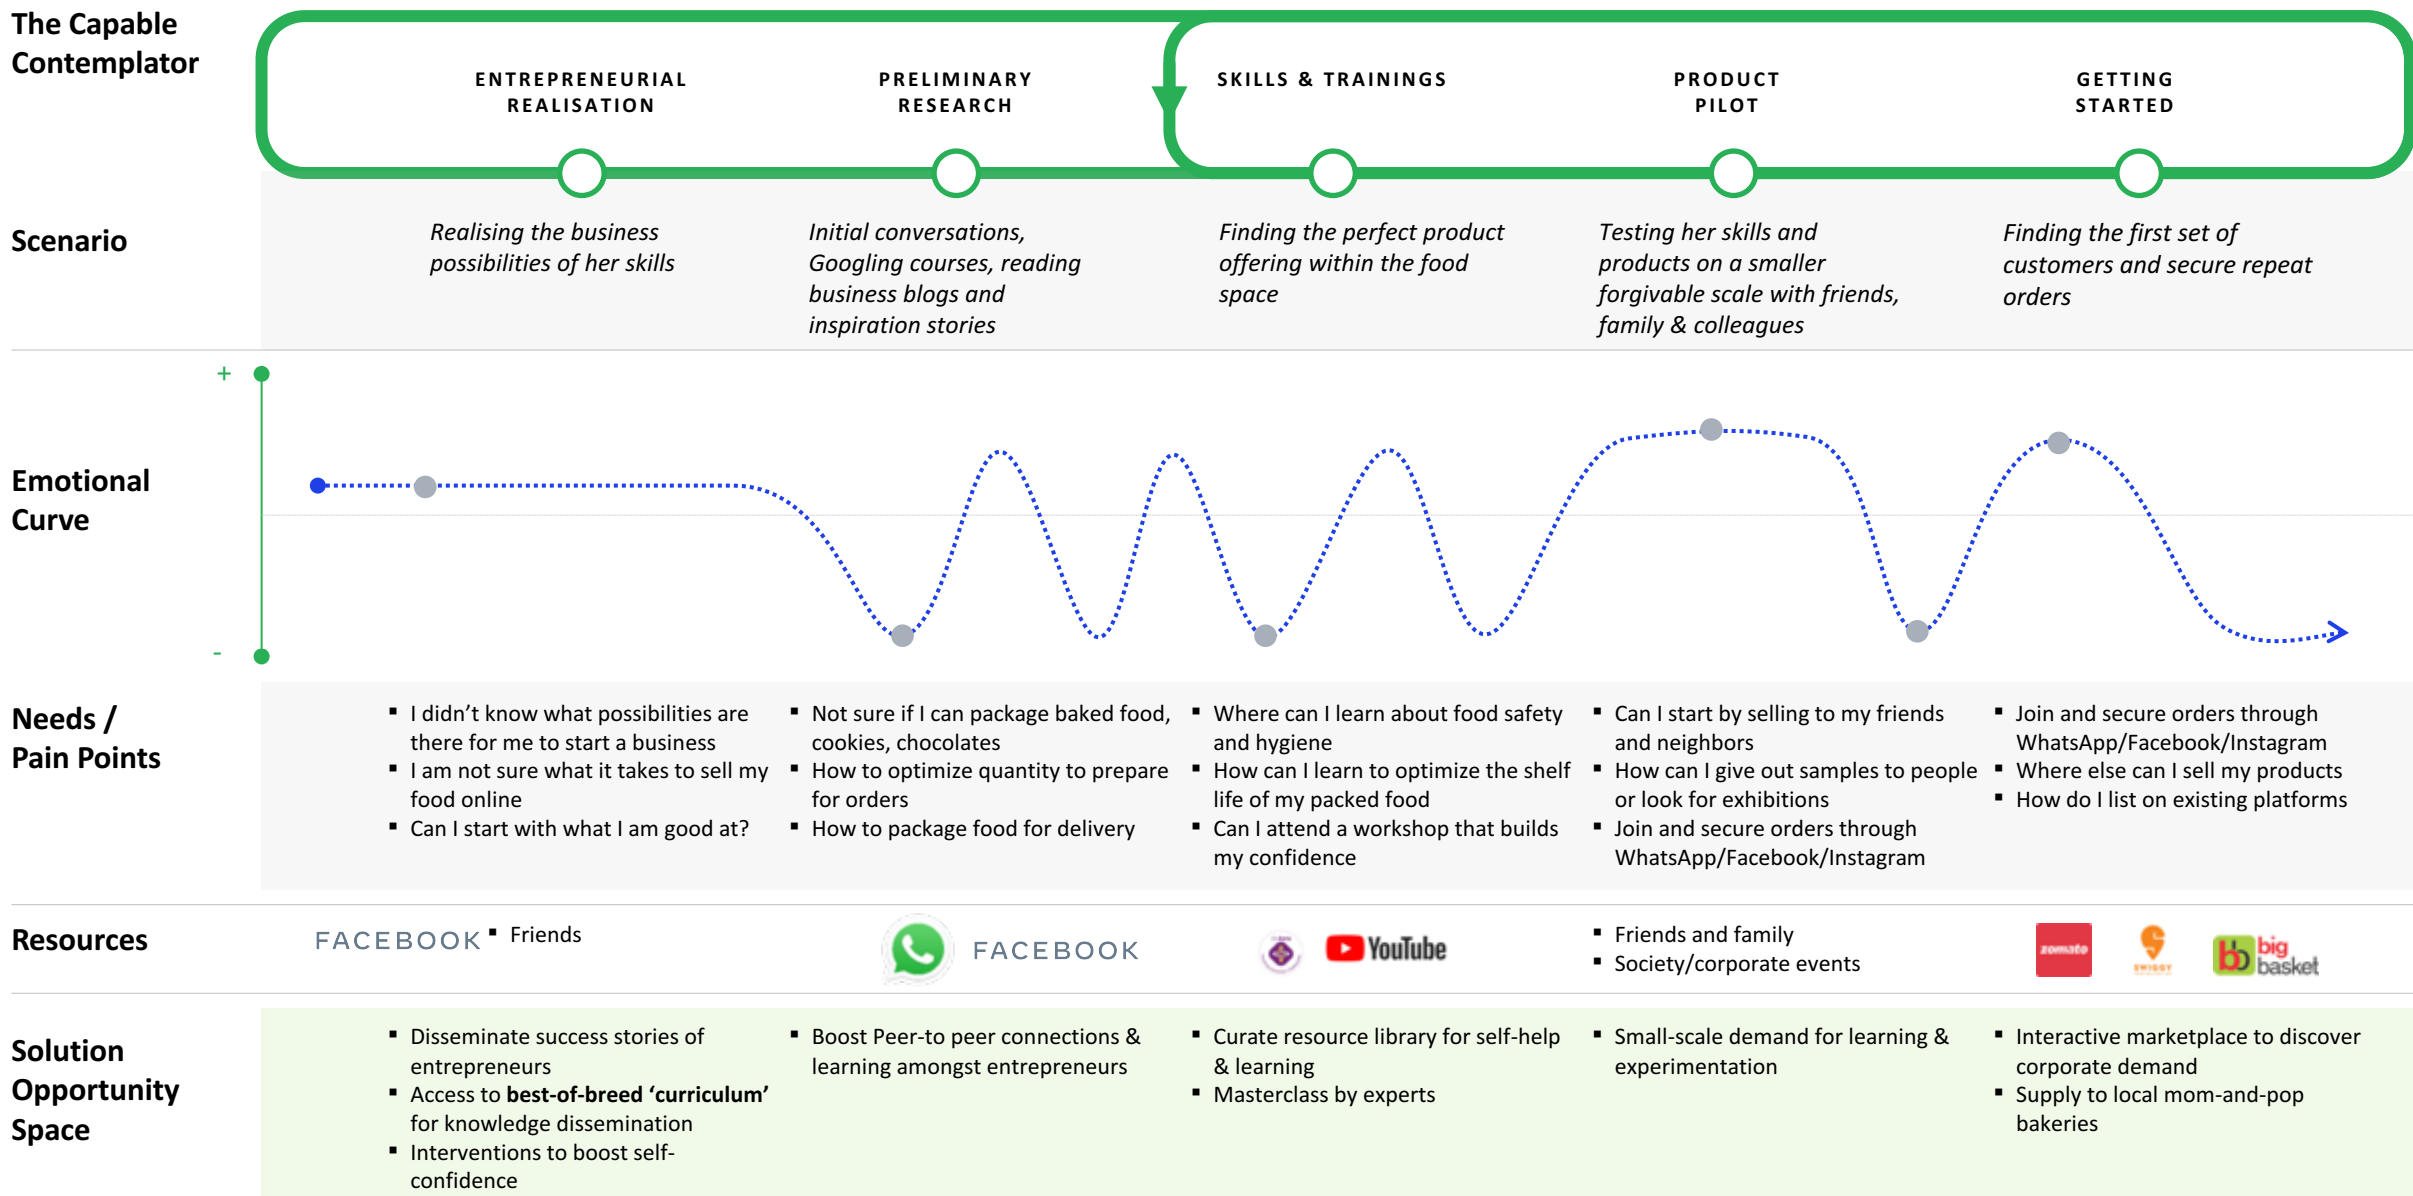 The Capable
Contemplator
ENTREPRENEURIAL
REALISATION
PRELIMINARY
RESEARCH
SKILLS & TRAININGS
PRODUCT
PILOT
GETTING
STARTED
Scenario
Realising the business
possibilities of her skills
Initial conversations,
Googling courses, reading
business blogs and
inspiration stories
Finding the perfect product
offering within the food
space
Testing her skills and
products on a smaller
forgivable scale with friends,
family & colleagues
Finding the first set of
customers and secure repeat
orders
+
-
Emotional
Curve
Needs /
Pain Points
▪ I didn’t know what possibilities are
there for me to start a business
▪ I am not sure what it takes to sell my
food online
▪ Can I start with what I am good at?
▪ Not sure if I can package baked food,
cookies, chocolates
▪ How to optimize quantity to prepare
for orders
▪ How to package food for delivery
▪ Where can I learn about food safety
and hygiene
▪ How can I learn to optimize the shelf
life of my packed food
▪ Can I attend a workshop that builds
my confidence
▪ Can I start by selling to my friends
and neighbors
▪ How can I give out samples to people
or look for exhibitions
▪ Join and secure orders through
WhatsApp/Facebook/Instagram
▪ Join and secure orders through
WhatsApp/Facebook/Instagram
▪ Where else can I sell my products
▪ How do I list on existing platforms
Resources
FACEBOOK
▪ Friends
FACEBOOK
YouTube
▪ Friends and family
▪ Society/corporate events
zomato
SWIGGY
bb big
basket
Solution
Opportunity
Space
▪ Disseminate success stories of
entrepreneurs
▪ Access to best-of-breed ‘curriculum’
for knowledge dissemination
▪ Interventions to boost self-
confidence
▪ Boost Peer-to peer connections &
learning amongst entrepreneurs
▪ Curate resource library for self-help
& learning
▪ Masterclass by experts
▪ Small-scale demand for learning &
experimentation
▪ Interactive marketplace to discover
corporate demand
▪ Supply to local mom-and-pop
bakeries